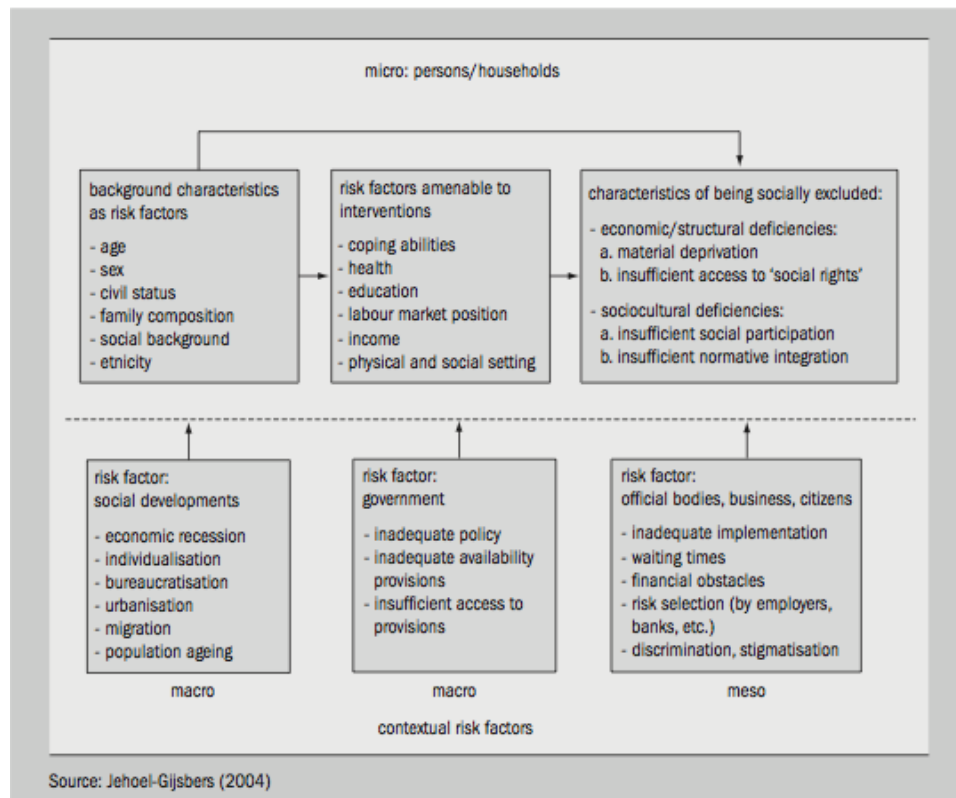 micro: persons/households
background characteristics
as risk factors
- age
- sex
- civil status
- family composition
- social background
- etnicity
risk factors amenable to
interventions
- coping abilities
- health
- education
- labour market position
- income
- physical and social setting
characteristics of being socially excluded:
- economic/structural deficiencies:
a. material deprivation
b. insufficient access to ‘social rights’
- sociocultural deficiencies:
a. insufficient social participation
b. insufficient normative integration
risk factor:
social developments
- economic recession
- individualisation
- bureaucratisation
- urbanisation
- migration
- population ageing
macro
risk factor:
government
- inadequate policy
- inadequate availability
provisions
- insufficient access to
provisions
macro
risk factor:
official bodies, business, citizens
- inadequate implementation
- waiting times
- financial obstacles
- risk selection (by employers,
banks, etc.)
- discrimination, stigmatisation
meso
contextual risk factors
Source: Jehoel-Gijsbers (2004)